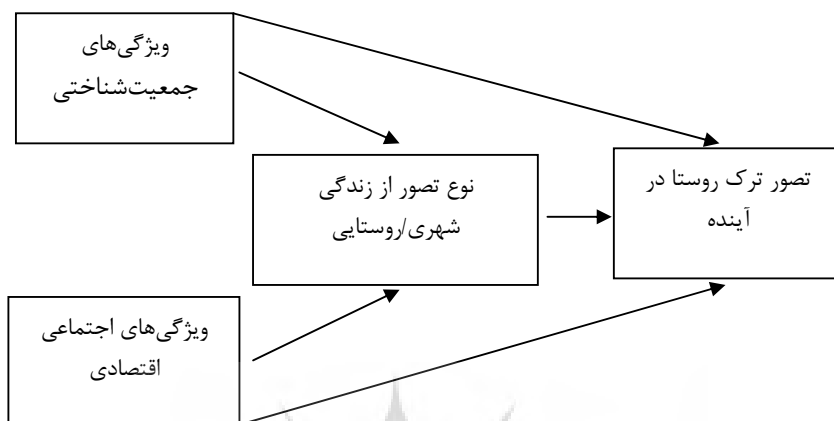 ویژگی‌های
جمعیت‌شناختی
نوع تصور از زندگی
شهری/روستایی
تصور ترک روستا در
آینده
ویژگی‌های اجتماعی
اقتصادی